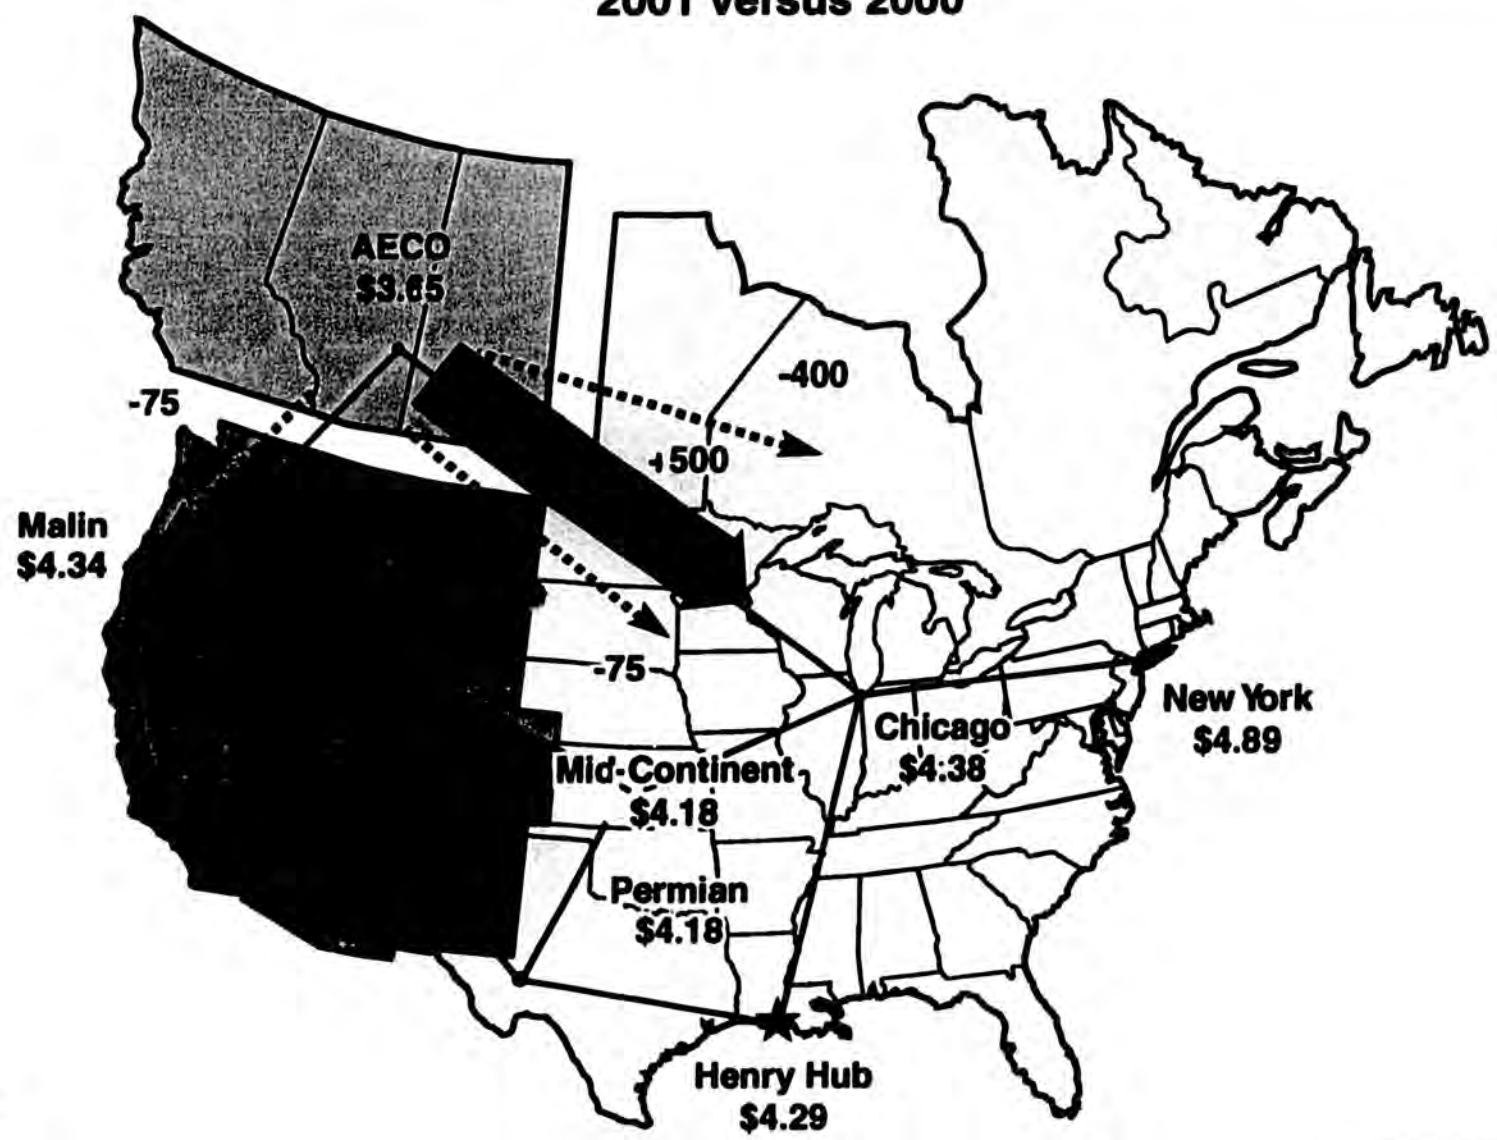 2001 versus 2000
AECO
$3.65
-400
-75
+500
Malin
$4.34
-75
New York
$4.89
Chicago
$4.38
Mid-Continent
$4.18
Permian
$4.18
Henry Hub
$4.29